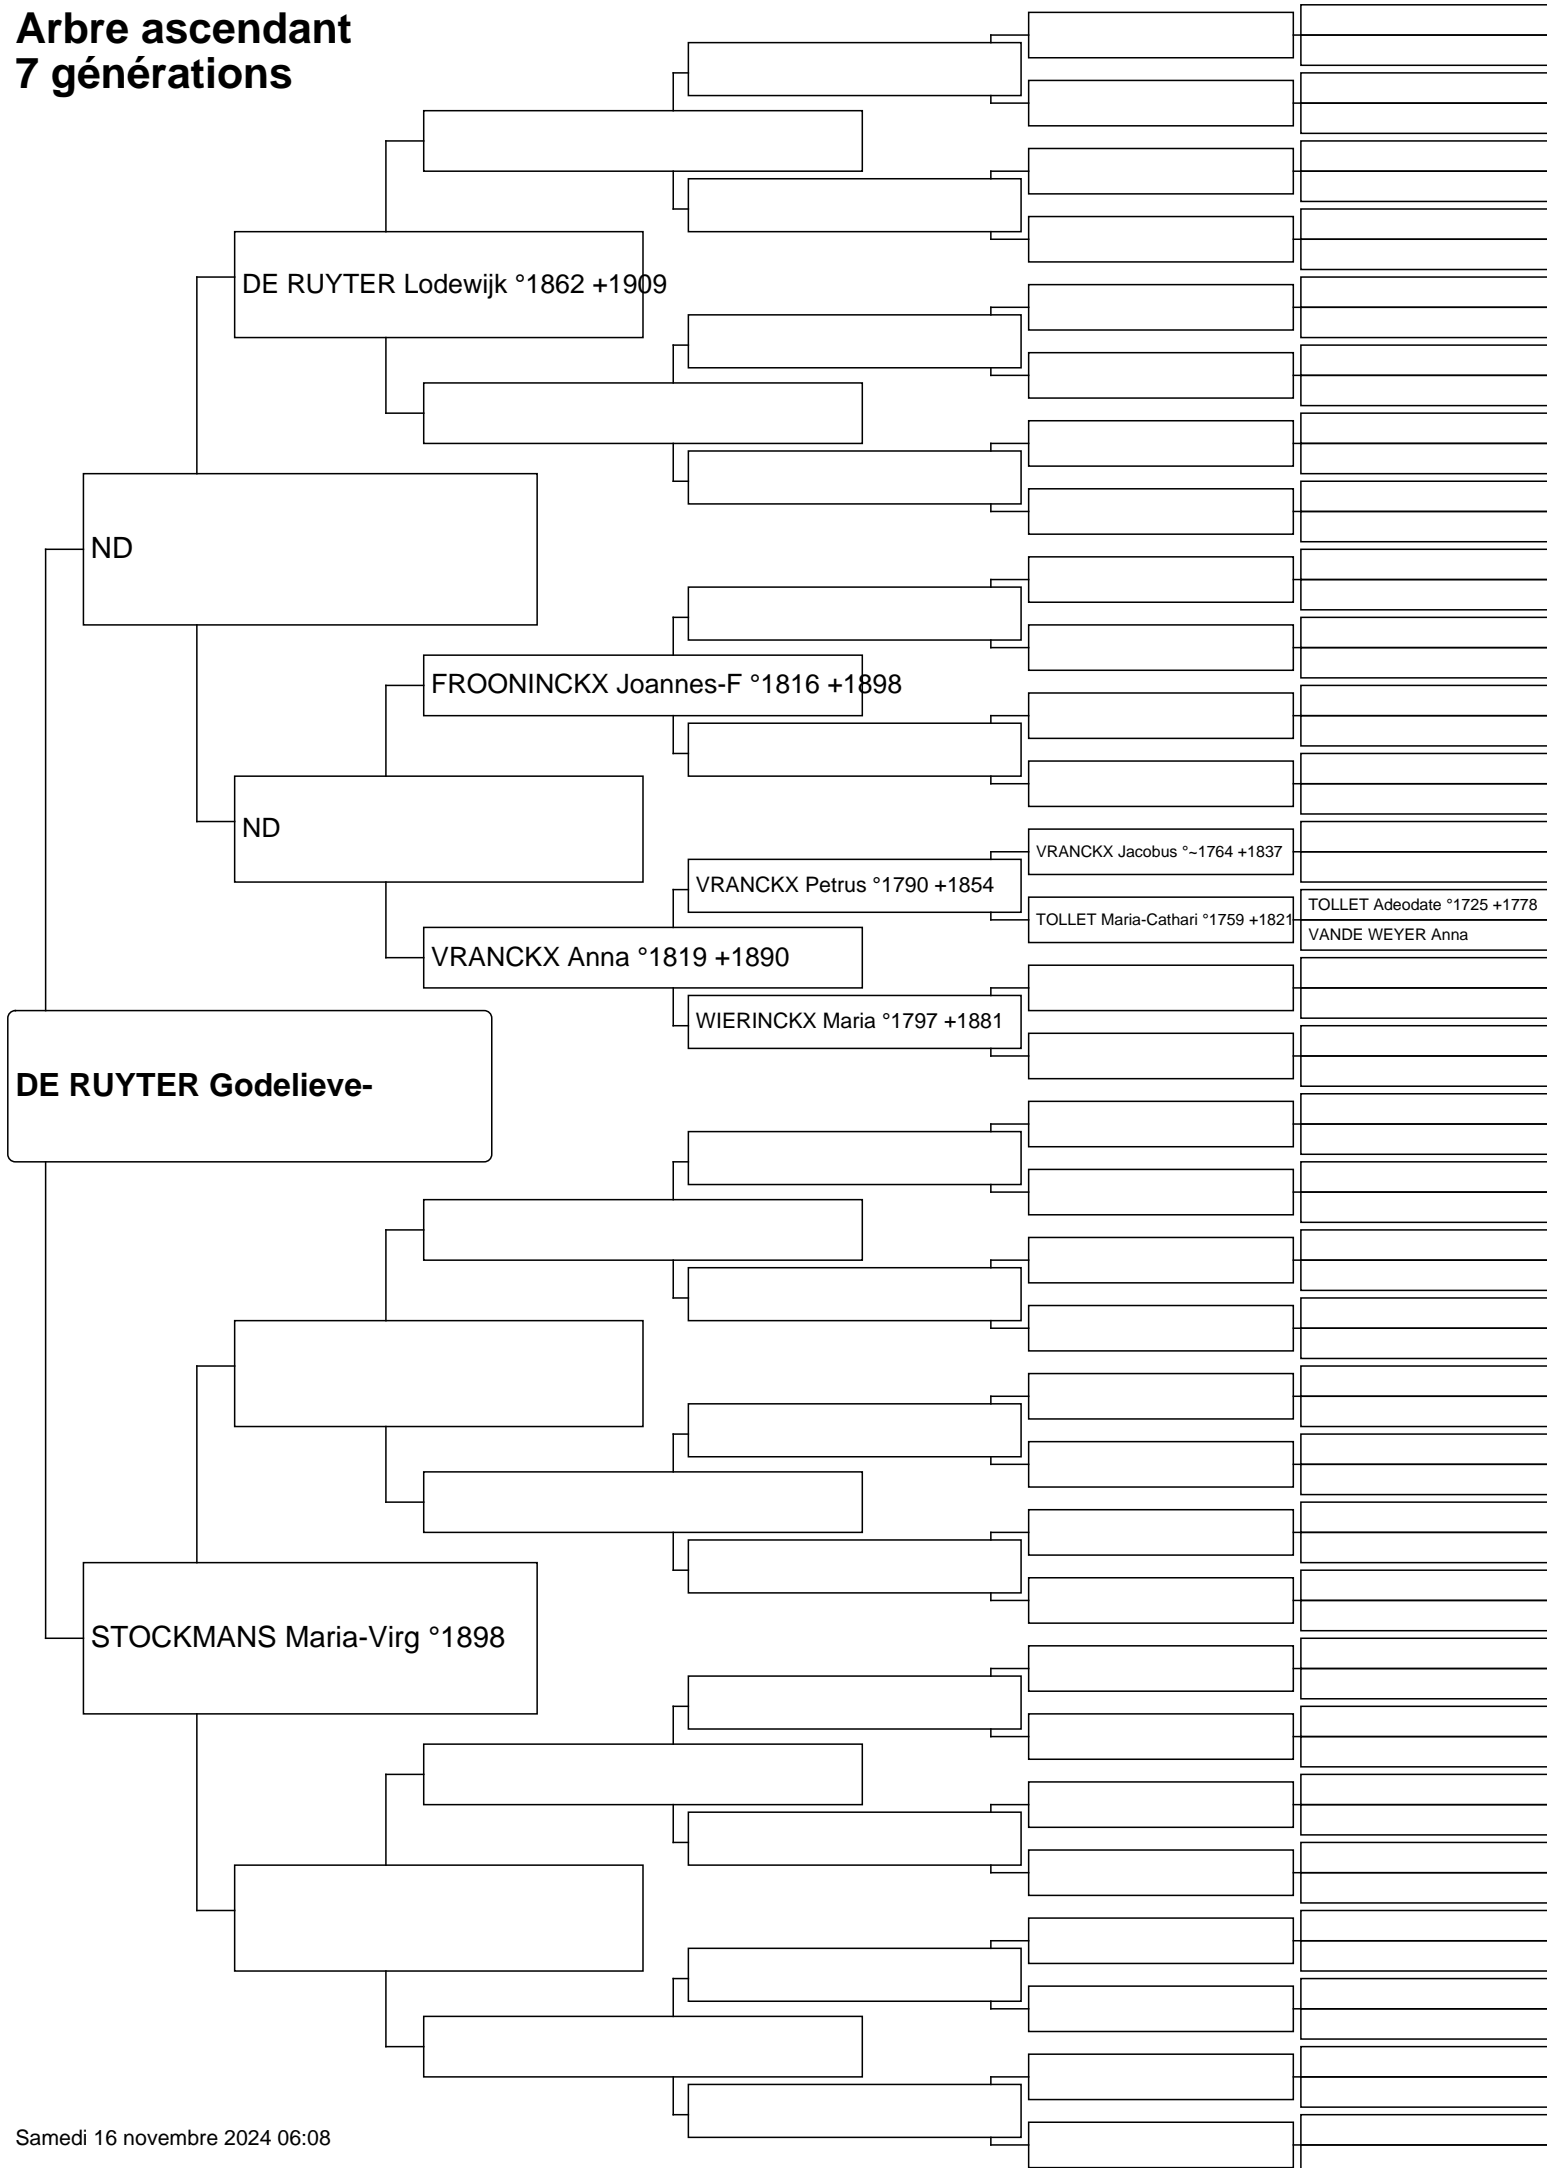 Arbre ascendant
7 générations
DE RUYTER Lodewijk °1862 +1909
ND
FROONINCKX Joannes-F °1816 +1898
ND
VRANCKX Jacobus °~1764 +1837
VRANCKX Petrus °1790 +1854
TOLLET Adeodate °1725 +1778
TOLLET Maria-Cathari °1759 +1821
VANDE WEYER Anna
VRANCKX Anna °1819 +1890
WIERINCKX Maria °1797 +1881
DE RUYTER Godelieve-
STOCKMANS Maria-Virg °1898
Samedi 16 novembre 2024 06:08